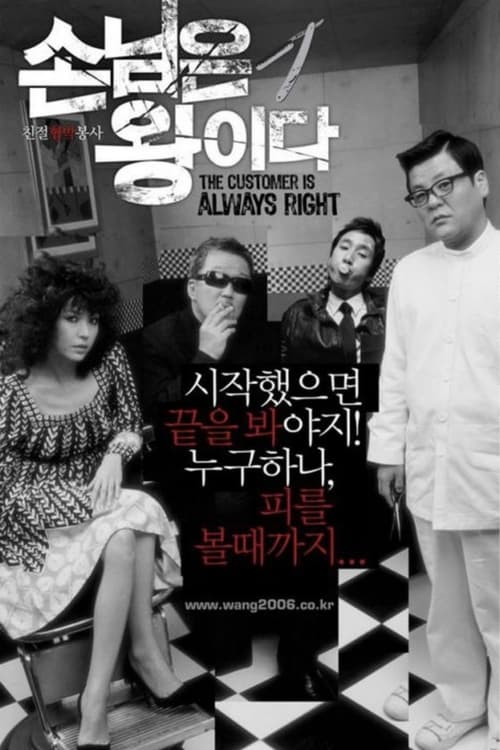 손님은
왕이다
친절협박봉사
THE CUSTOMER IS
ALWAYS RIGHT
시작했으면
끝을 봐야지!
누구하나,
피를
볼때까지...
www.wang2006.co.kr